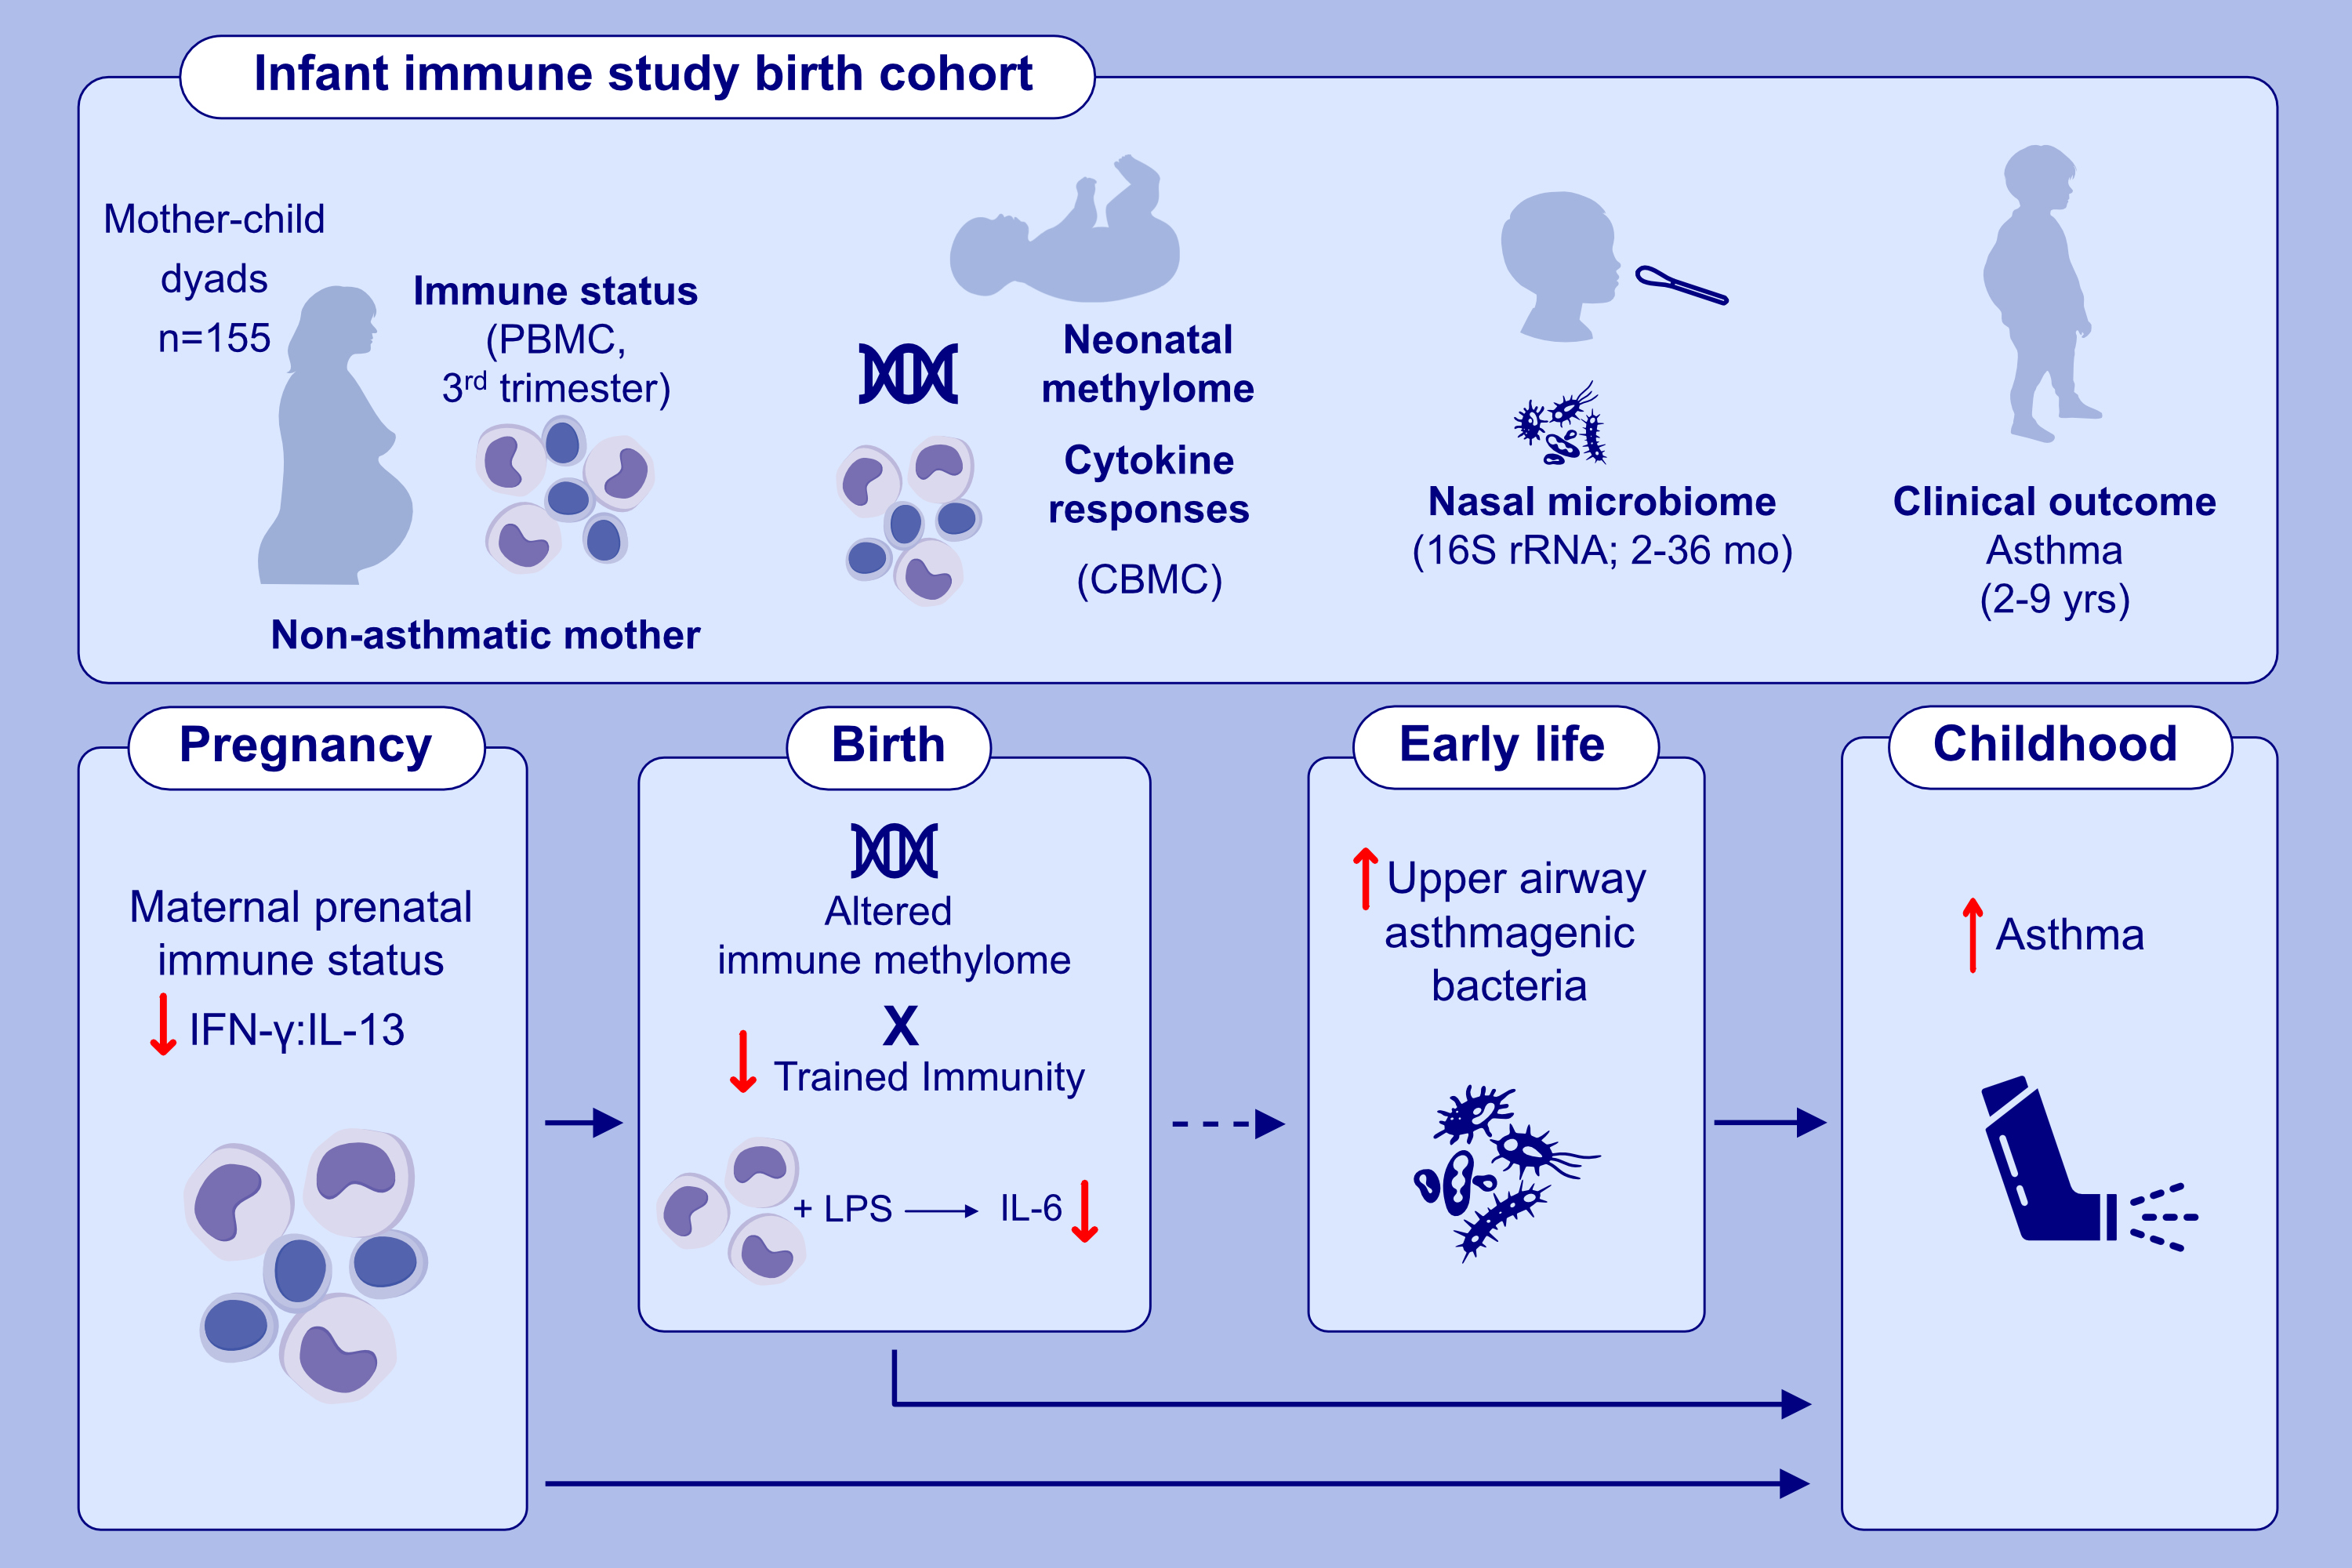 Infant immune study birth cohort
Mother-child
dyads
n=155
Immune status
(PBMC,
3rd trimester)
Non-asthmatic mother
Neonatal
methylome
Cytokine
responses
(CBMC)
Nasal microbiome
(16S rRNA; 2-36 mo)
Clinical outcome
Asthma
(2-9 yrs)
Pregnancy
Maternal prenatal
immune status
↓ IFN-γ:IL-13
Birth
Altered
immune methylome
X
↓ Trained Immunity
+ LPS → IL-6 ↓
Early life
↑ Upper airway
asthmagenic
bacteria
Childhood
↑ Asthma